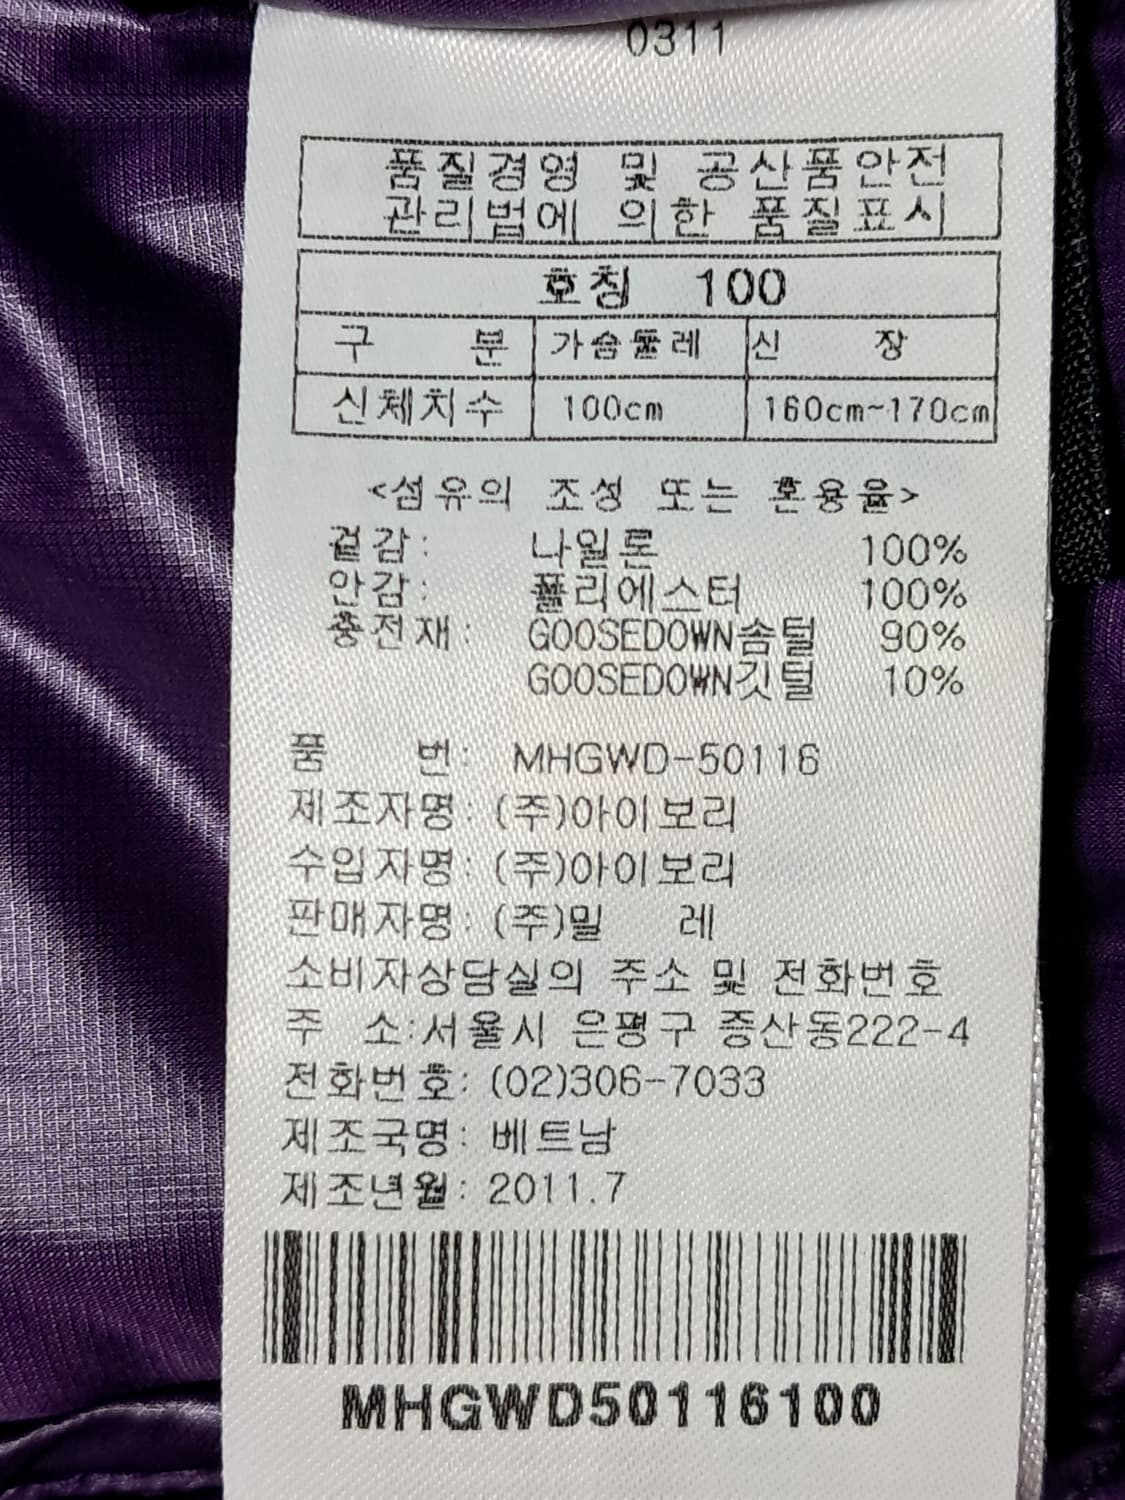 0311
품질경영 및 공산품안전
관리법에 의한 품질표시
호칭 100
구 분 가슴둘레 신 장
신체치수 100cm 160cm~170cm
<섬유의 조성 또는 혼용율>
겉감: 나일론 100%
안감: 폴리에스터 100%
충전재: GOOSEDOWN솜털 90%
GOOSEDOWN깃털 10%
품 번: MHGWD-50116
제조자명: (주)아이보리
수입자명: (주)아이보리
판매자명: (주)밀 레
소비자상담실의 주소 및 전화번호
주 소:서울시 은평구 증산동222-4
전화번호: (02)306-7033
제조국명: 베트남
제조년월: 2011.7
MHGWD50116100